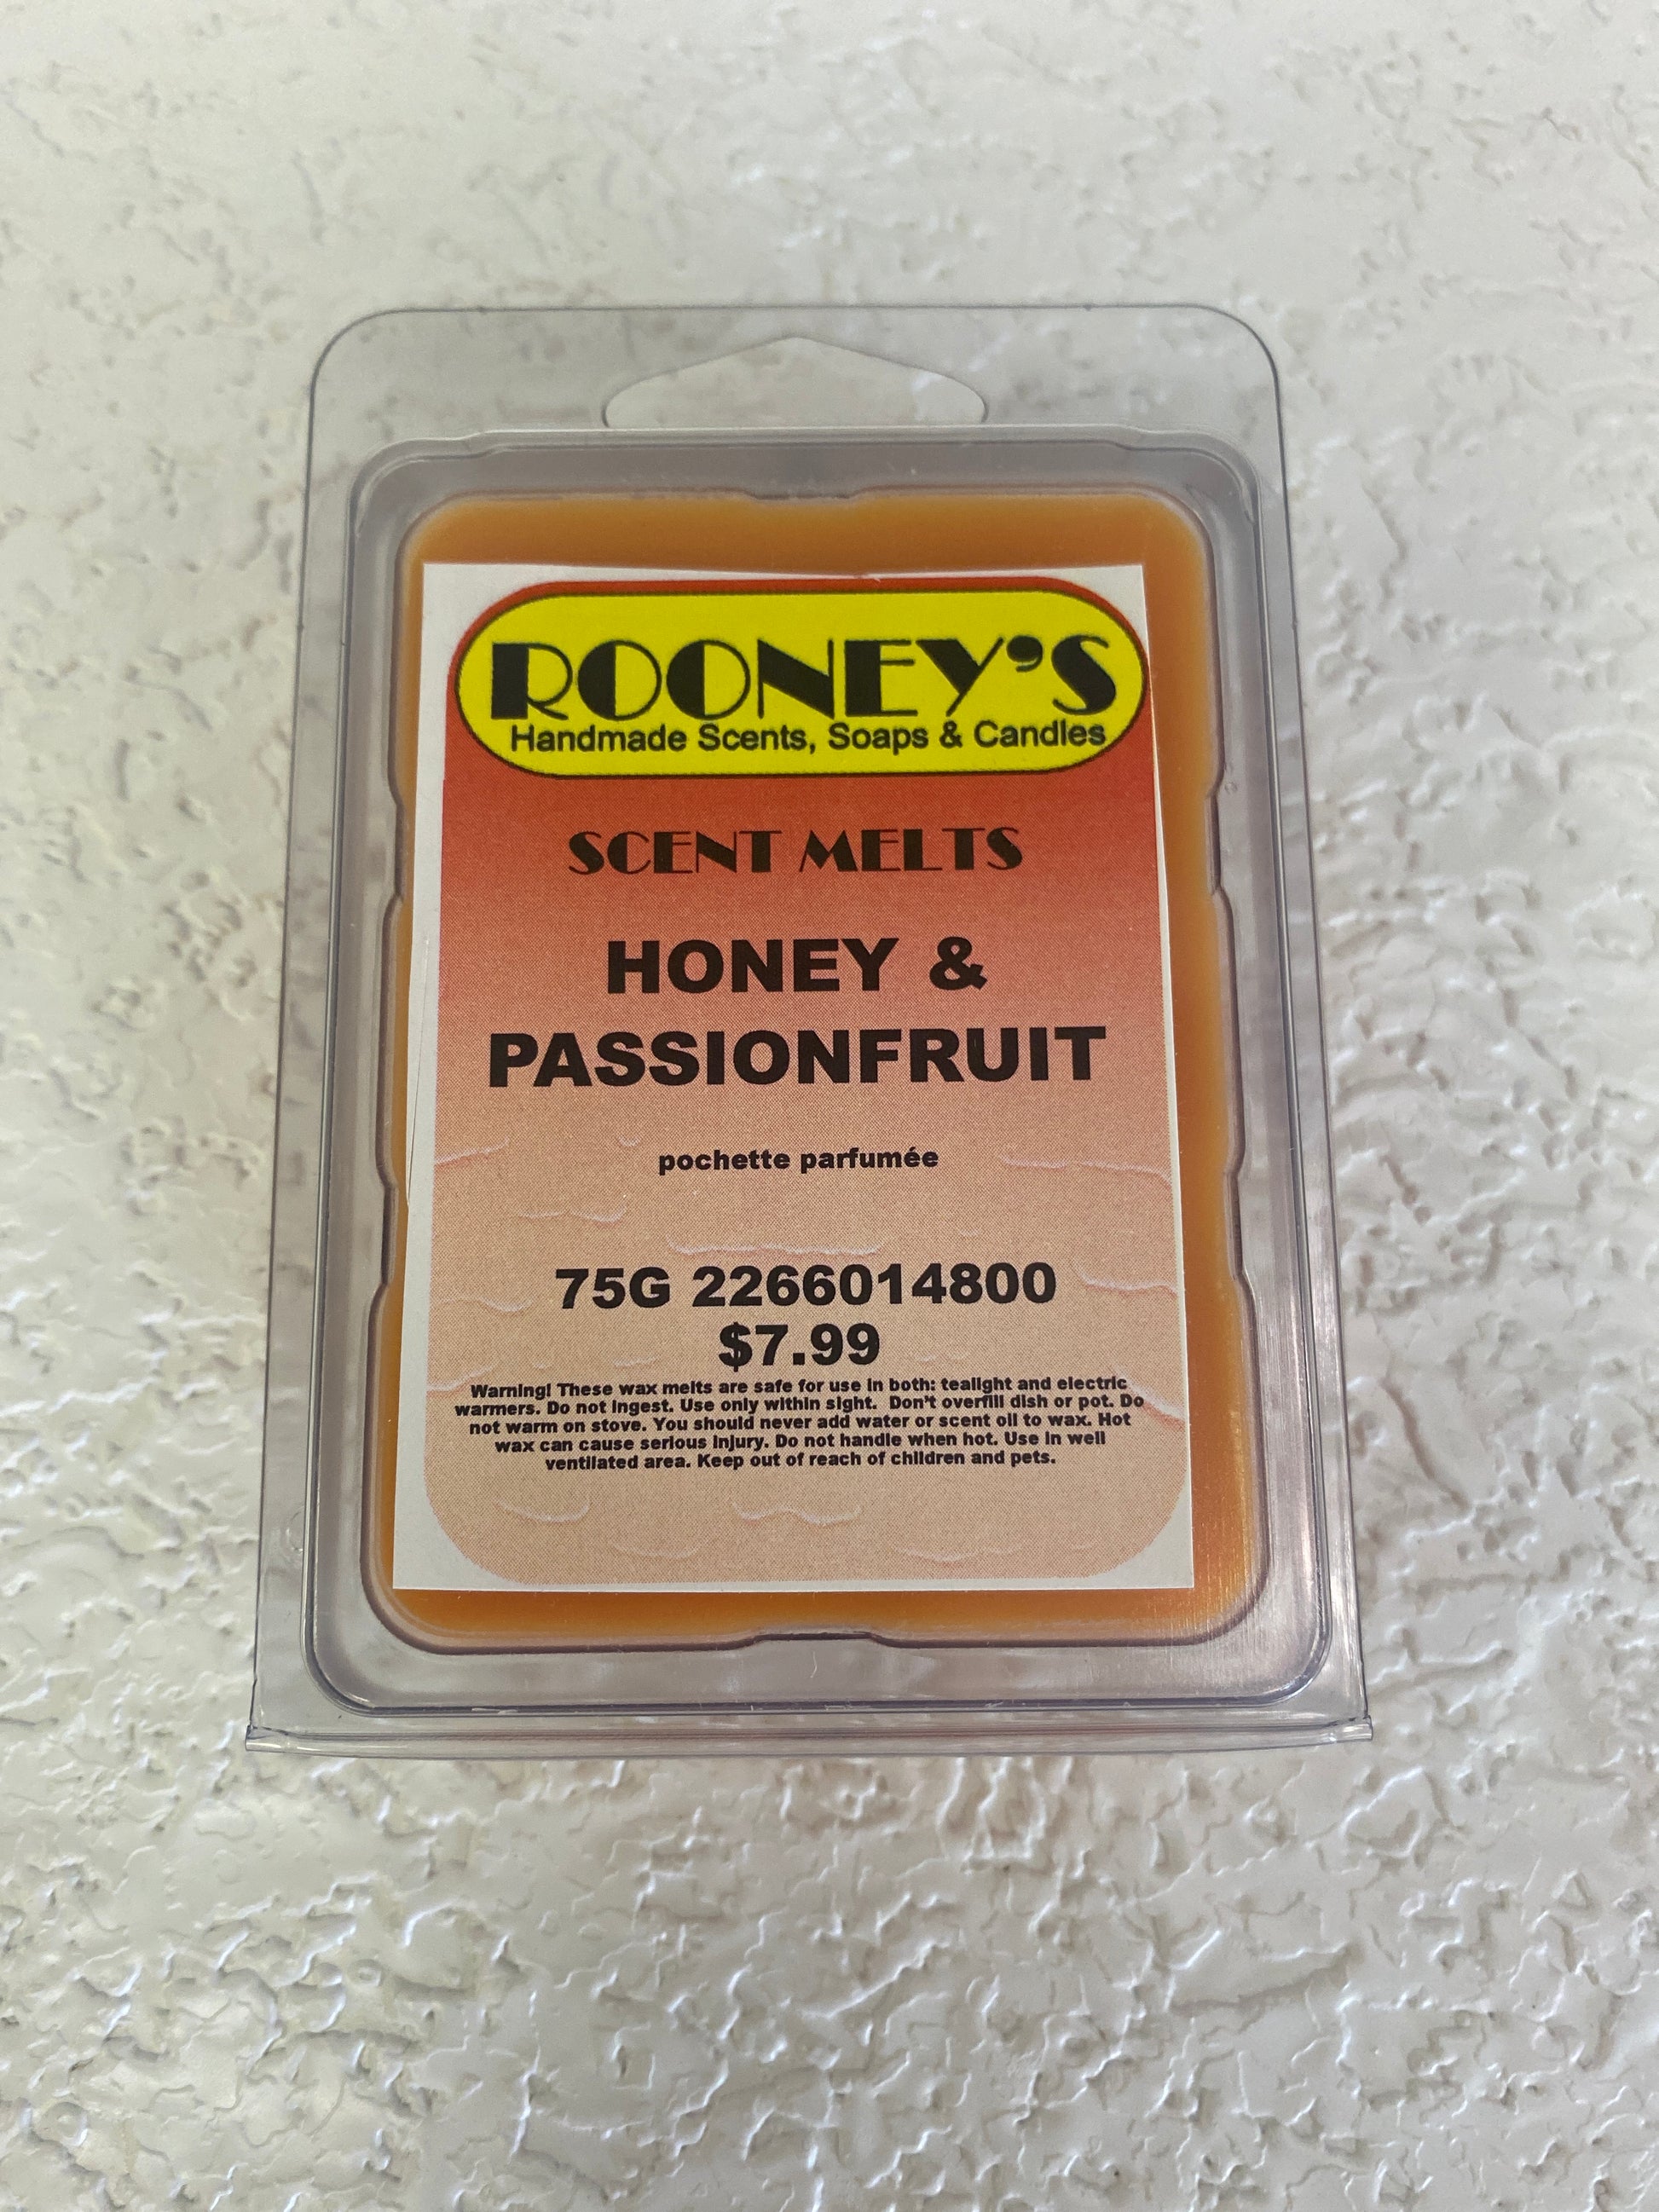 ROONEY'S
Handmade Scents, Soaps & Candles
SCENT MELTS
HONEY &
PASSIONFRUIT
pochette parfumée
75G 2266014800
$7.99
Warning! These wax melts are safe for use in both: tealight and electric
warmers. Do not ingest. Use only within sight. Don't overfill dish or pot. Do
not warm on stove. You should never add water or scent oil to wax. Hot
wax can cause serious injury. Do not handle when hot. Use in well
ventilated area. Keep out of reach of children and pets.